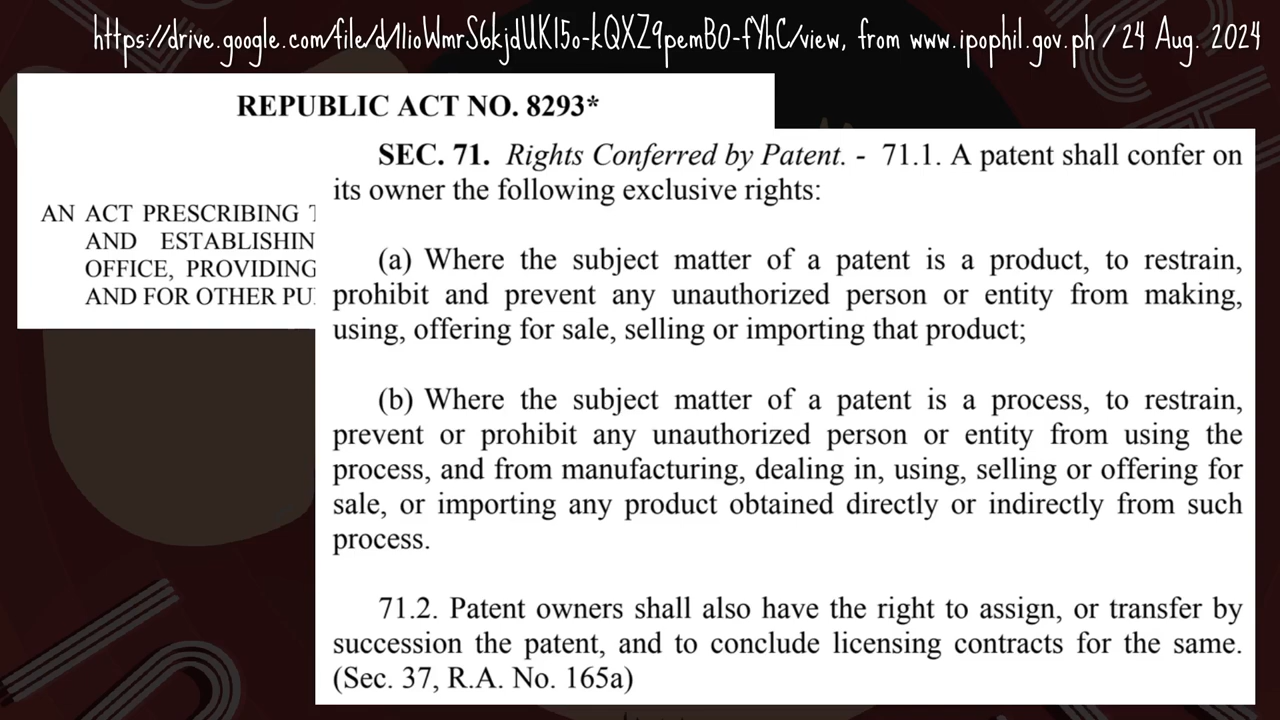 https://drive.google.com/file/d/1lioWmrS6kjdUKl5o-kQXZ9pemB0-fYhC/view, from www.ipophil.gov.ph / 24 Aug. 2024
REPUBLIC ACT NO. 8293*
AN ACT PRESCRIBING
AND ESTABLISHIN
OFFICE, PROVIDING
AND FOR OTHER PU
SEC. 71. Rights Conferred by Patent. - 71.1. A patent shall confer on
its owner the following exclusive rights:
(a) Where the subject matter of a patent is a product, to restrain,
prohibit and prevent any unauthorized person or entity from making,
using, offering for sale, selling or importing that product;
(b) Where the subject matter of a patent is a process, to restrain,
prevent or prohibit any unauthorized person or entity from using the
process, and from manufacturing, dealing in, using, selling or offering for
sale, or importing any product obtained directly or indirectly from such
process.
71.2. Patent owners shall also have the right to assign, or transfer by
succession the patent, and to conclude licensing contracts for the same.
(Sec. 37, R.A. No. 165a)